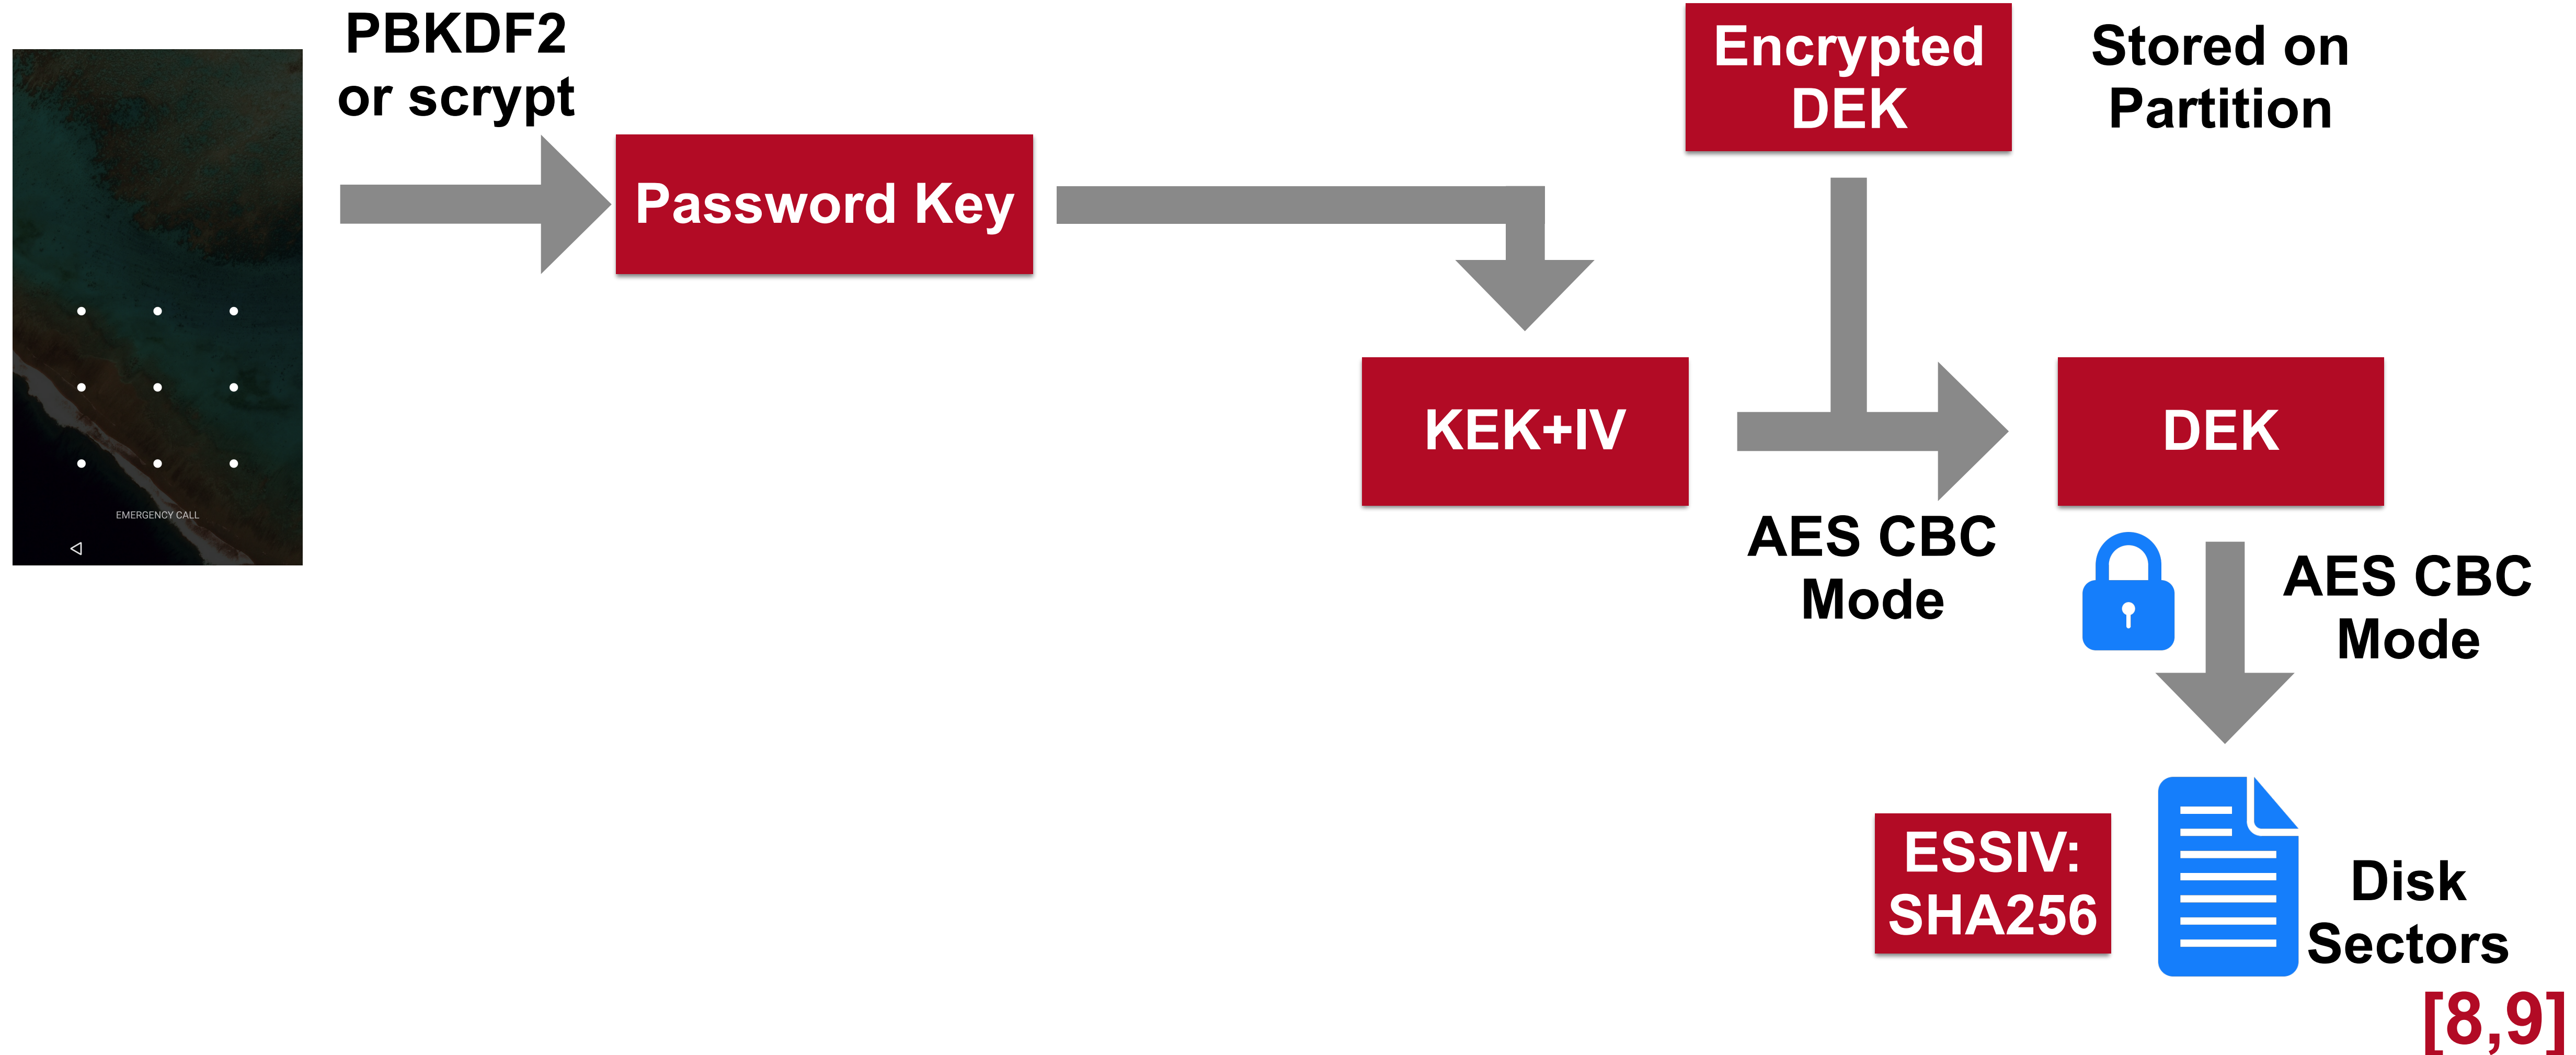 PBKDF2
or scrypt
Encrypted
DEK
Stored on
Partition
Password Key
KEK+IV
DEK
AES CBC
Mode
AES CBC
Mode
EMERGENCY CALL
ESSIV:
SHA256
Disk
Sectors
[8,9]